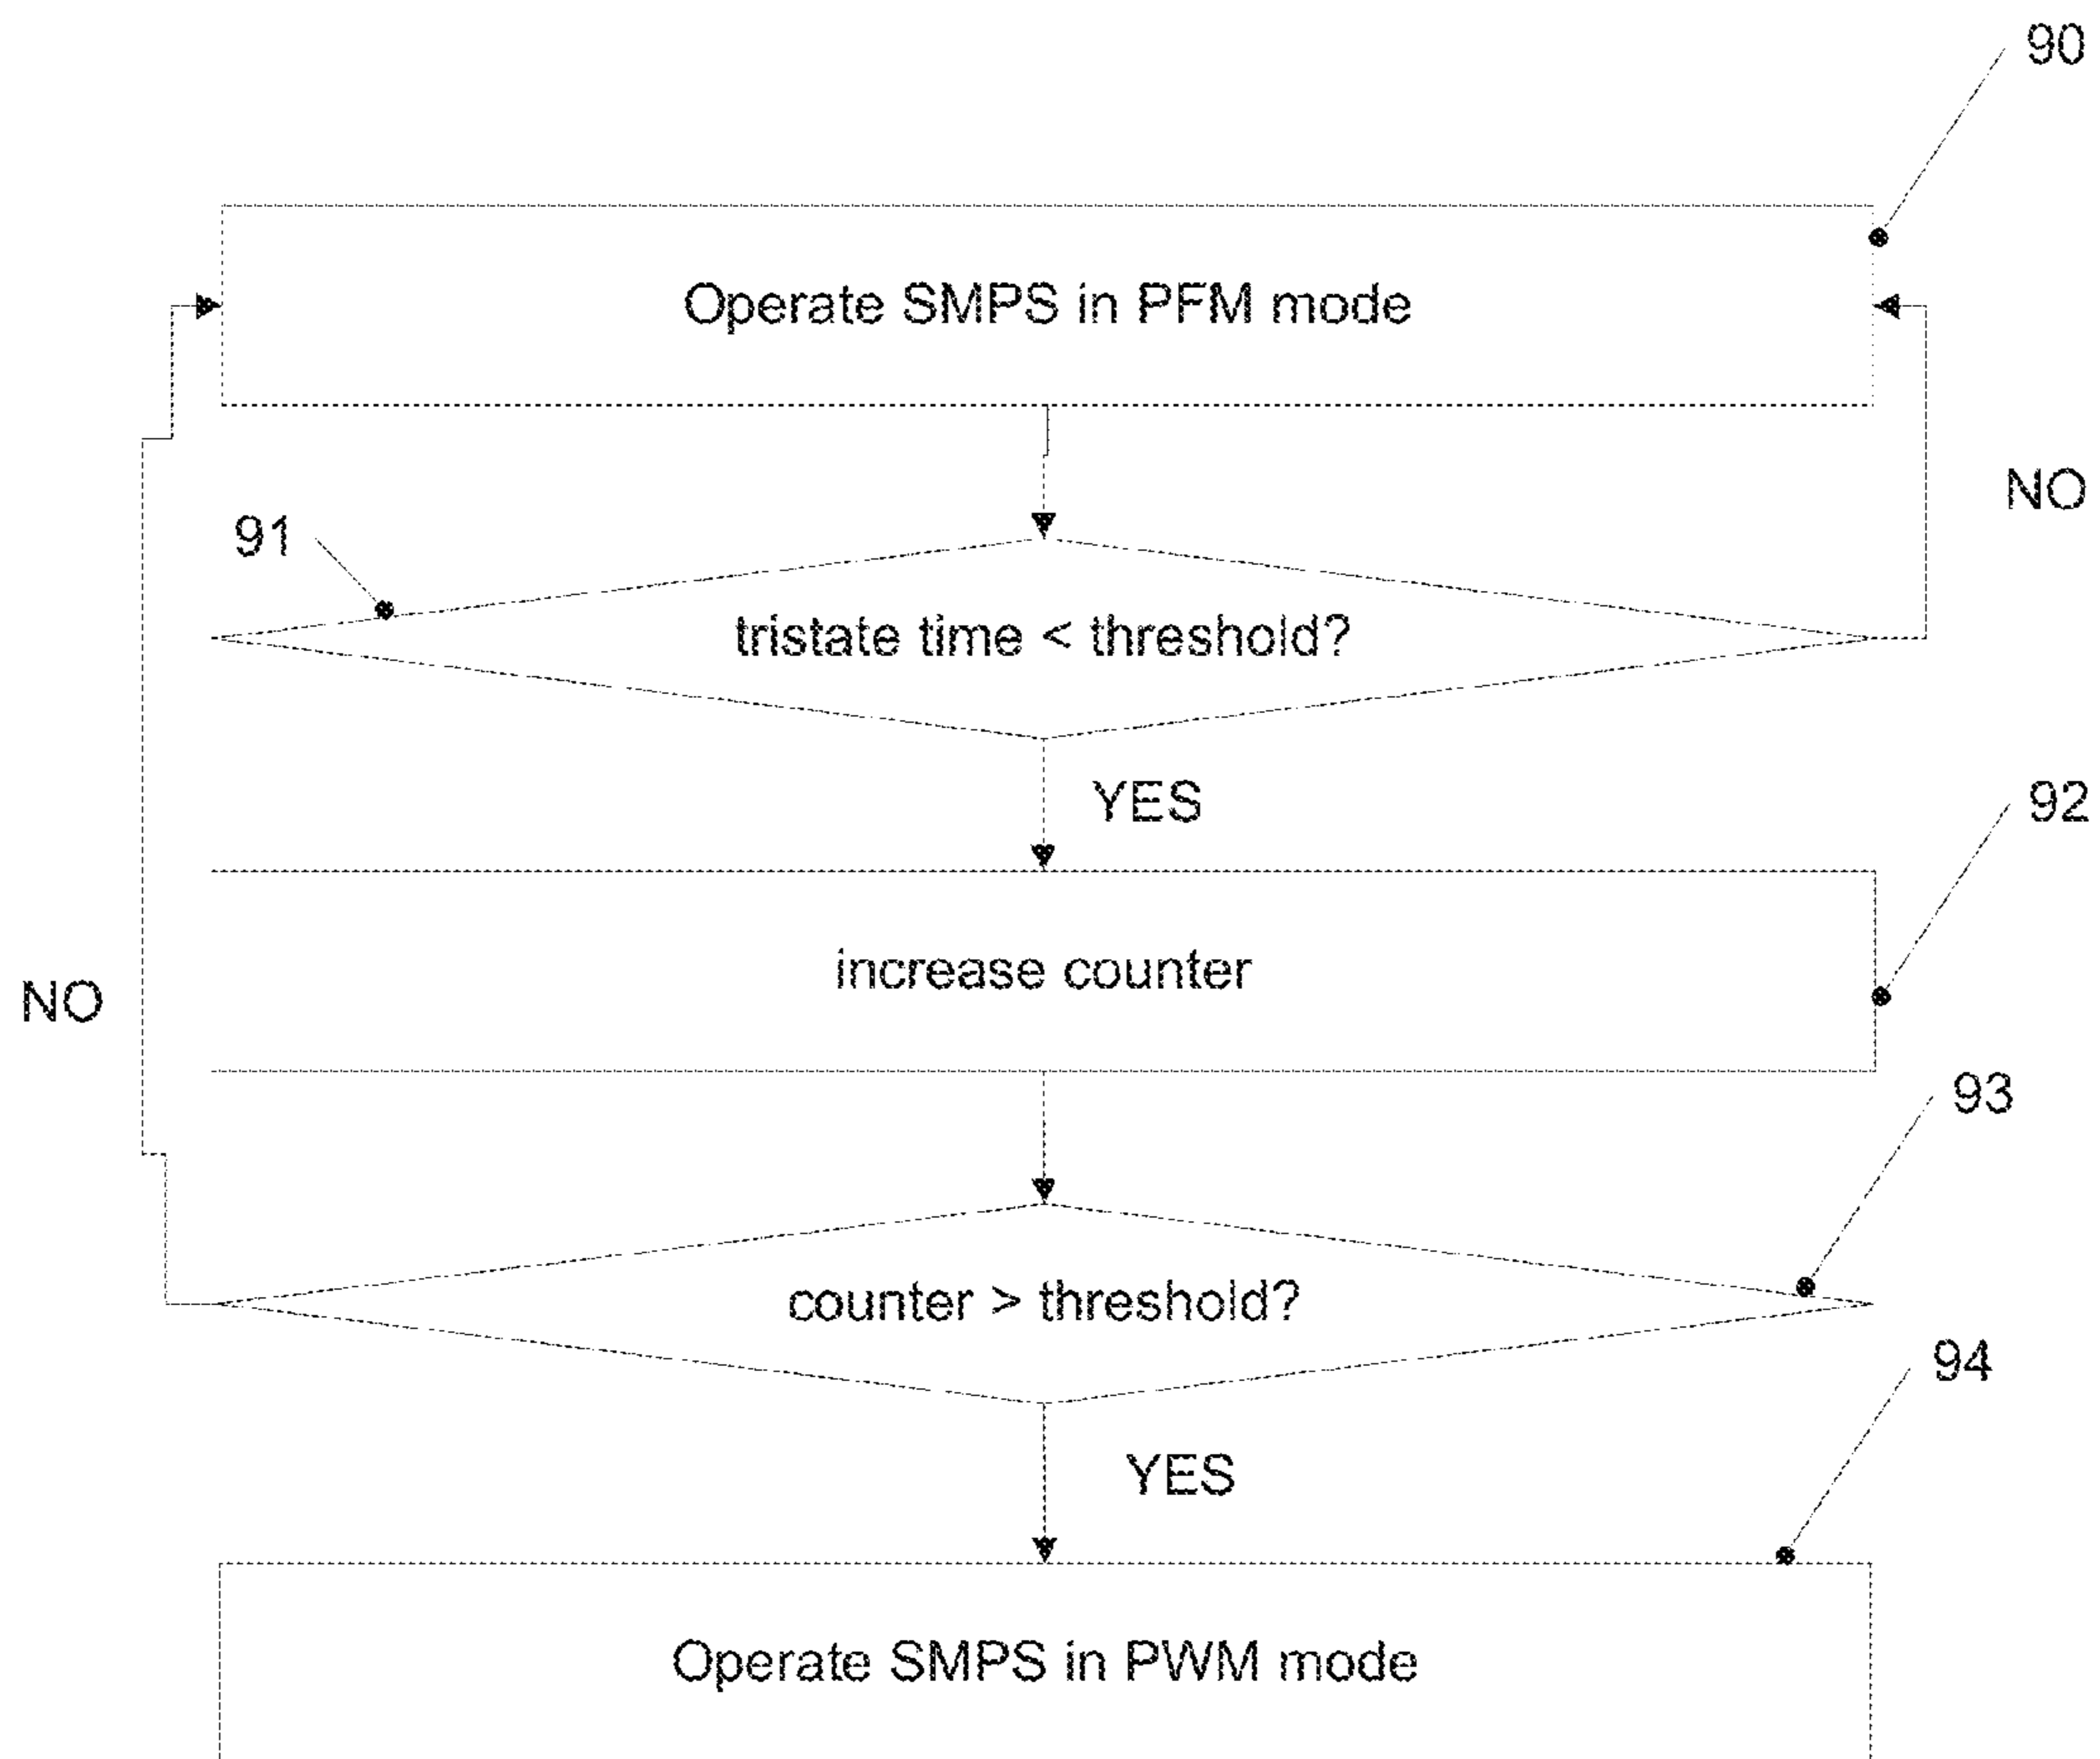 90
Operate SMPS in PFM mode
NO
91
tristate time < threshold?
YES
92
increase counter
NO
93
counter > threshold?
94
YES
Operate SMPS in PWM mode